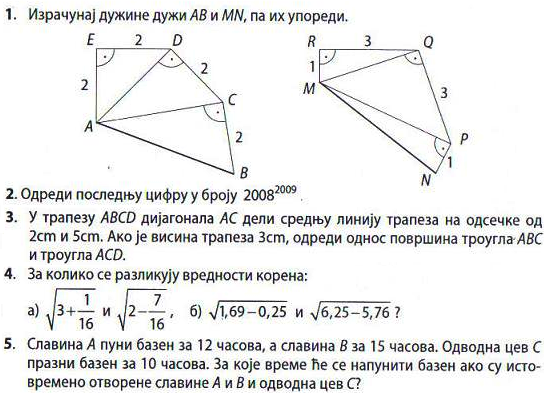 1. Израчунај дужине дужи AB и MN, па их упореди.
E 2 D
2
2
C
A
2
B
R 3 Q
1
M
3
P
1
N
2. Одреди последњу цифру у броју 2008²⁰⁰⁹ .
3. У трапезу ABCD дијагонала AC дели средњу линију трапеза на одсечке од
2cm и 5cm. Ако је висина трапеза 3cm, одреди однос површина троугла ABC
и троугла ACD.
4. За колико се разликују вредности корена:
а) √(3+1/16) и √(2−7/16), б) √(1,69−0,25) и √(6,25−5,76) ?
5. Славина A пуни базен за 12 часова, а славина B за 15 часова. Одводна цев C
празни базен за 10 часова. За које време ће се напунити базен ако су исто-
времено отворене славине A и B и одводна цев C?